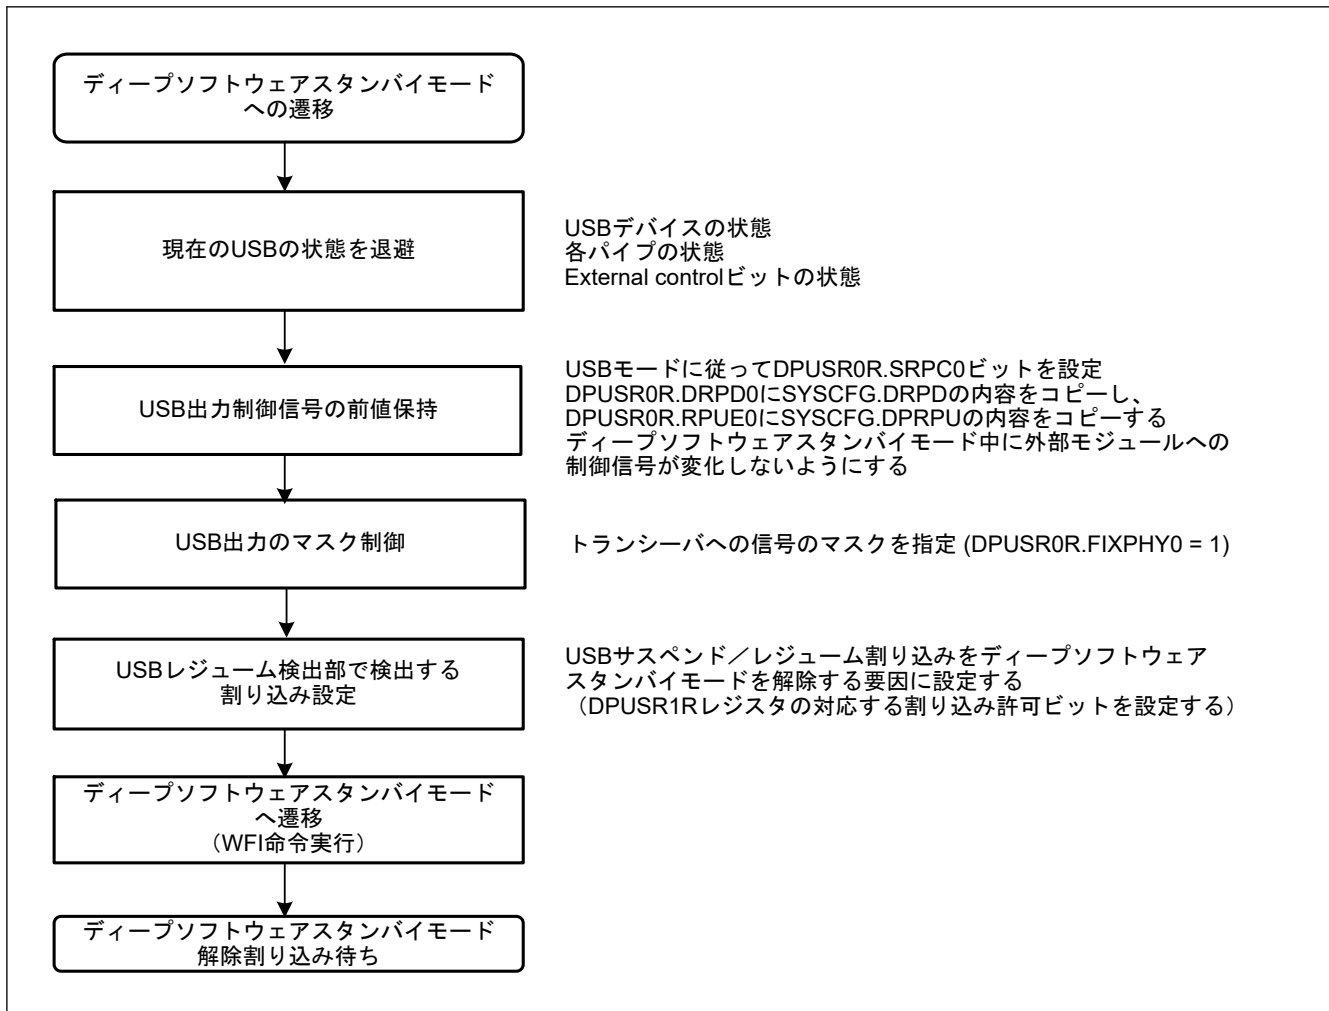 ディープソフトウェアスタンバイモード
への遷移
現在のUSBの状態を退避
USBデバイスの状態
各パイプの状態
External controlビットの状態
USB出力制御信号の前値保持
USBモードに従ってDPUSR0R.SRPC0ビットを設定
DPUSR0R.DRPD0にSYSCFG.DRPDの内容をコピーし、
DPUSR0R.RPUE0にSYSCFG.DPRPUの内容をコピーする
ディープソフトウェアスタンバイモード中に外部モジュールへの
制御信号が変化しないようにする
USB出力のマスク制御
トランシーバへの信号のマスクを指定 (DPUSR0R.FIXPHY0 = 1)
USBレジューム検出部で検出する
割り込み設定
USBサスペンド／レジューム割り込みをディープソフトウェア
スタンバイモードを解除する要因に設定する
（DPUSR1Rレジスタの対応する割り込み許可ビットを設定する）
ディープソフトウェアスタンバイモード
へ遷移
（WFI命令実行）
ディープソフトウェアスタンバイモード
解除割り込み待ち